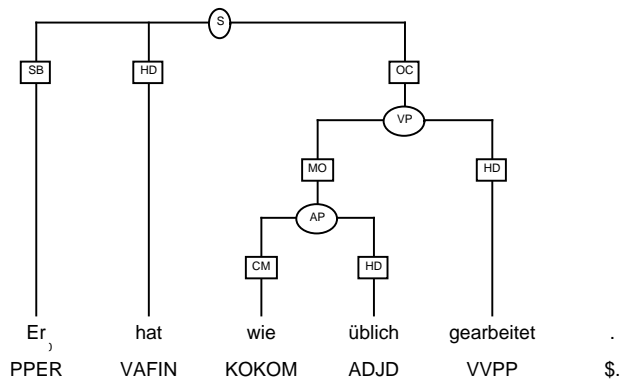 S
SB HD OC
VP
MO HD
AP
CM HD
Er hat wie üblich gearbeitet .
PPER VAFIN KOKOM ADJD VVPP $.